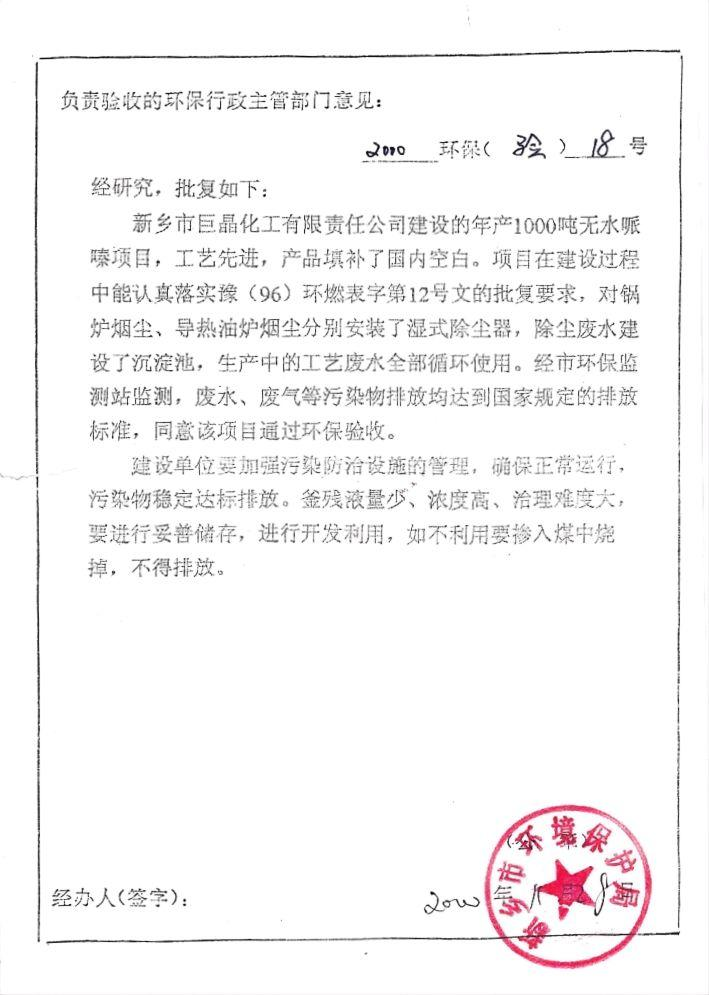 负责验收的环保行政主管部门意见：
2000 环保（验）18 号
经研究，批复如下：
新乡市巨晶化工有限责任公司建设的年产1000吨无水哌
嗪项目，工艺先进，产品填补了国内空白。项目在建设过程
中能认真落实豫（96）环燃表字第12号文的批复要求，对锅
炉烟尘、导热油炉烟尘分别安装了湿式除尘器，除尘废水建
设了沉淀池，生产中的工艺废水全部循环使用。经市环保监
测站监测，废水、废气等污染物排放均达到国家规定的排放
标准，同意该项目通过环保验收。
建设单位要加强污染防治设施的管理，确保正常运行，
污染物稳定达标排放。釜残液量少、浓度高、治理难度大，
要进行妥善储存，进行开发利用，如不利用要掺入煤中烧
掉，不得排放。
新乡市环境保护局
经办人(签字)：
2000 年 月28日